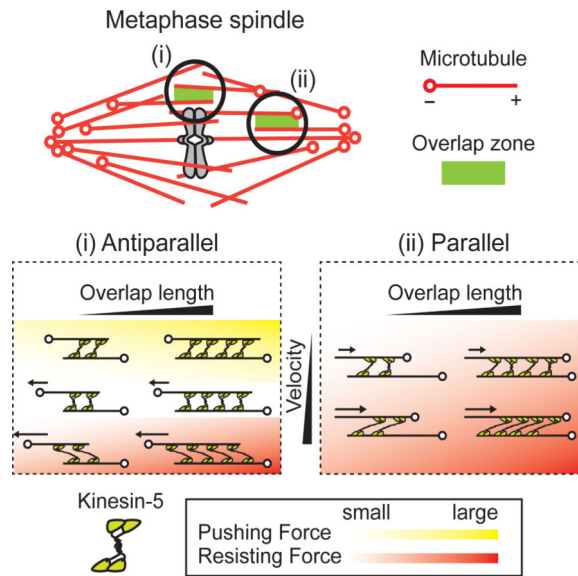 Metaphase spindle
(i)
(ii)
Microtubule
− +
Overlap zone
(i) Antiparallel
(ii) Parallel
Overlap length
Overlap length
Velocity
Kinesin-5
small large
Pushing Force
Resisting Force